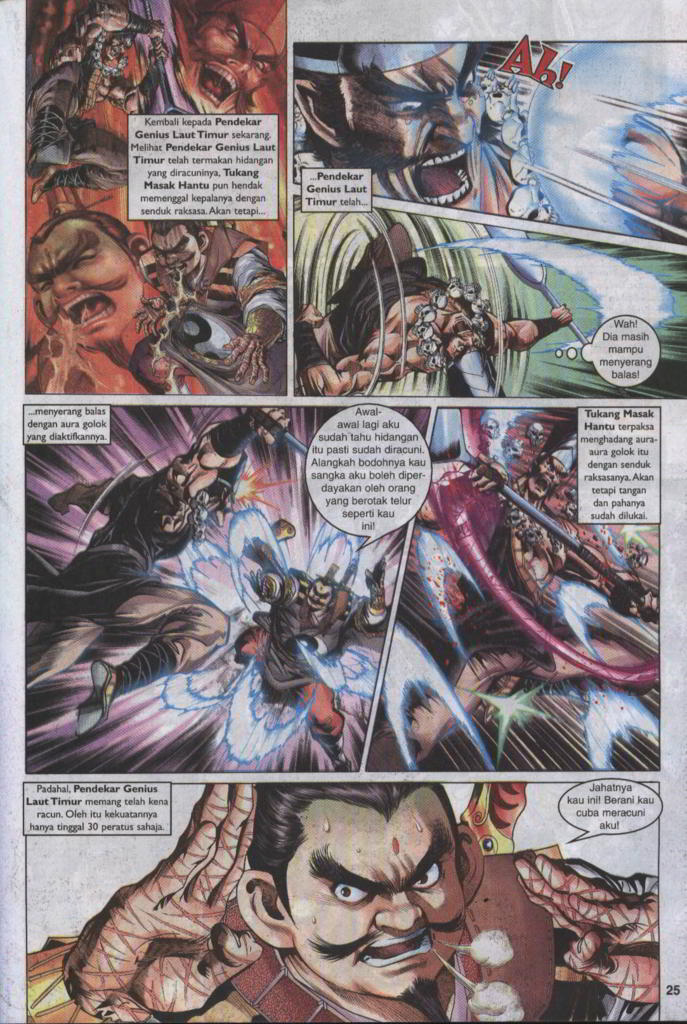 Kembali kepada Pendekar
Genius Laut Timur sekarang.
Melihat Pendekar Genius Laut
Timur telah termakan hidangan
yang diracuninya, Tukang
Masak Hantu pun hendak
memenggal kepalanya dengan
senduk raksasa. Akan tetapi...
Ah!
...Pendekar
Genius Laut
Timur telah...
Wah!
Dia masih
mampu
menyerang
balas!
...menyerang balas
dengan aura golok
yang diaktifkannya.
Awal-
awal lagi aku
sudah tahu hidangan
itu pasti sudah diracuni.
Alangkah bodohnya kau
sangka aku boleh diper-
dayakan oleh orang
yang berotak telur
seperti kau
ini!
Tukang Masak
Hantu terpaksa
menghadang aura-
aura golok itu
dengan senduk
raksasanya. Akan
tetapi tangan
dan pahanya
sudah dilukai.
Padahal, Pendekar Genius
Laut Timur memang telah kena
racun. Oleh itu kekuatannya
hanya tinggal 30 peratus sahaja.
Jahatnya
kau ini! Berani kau
cuba meracuni
aku!
25